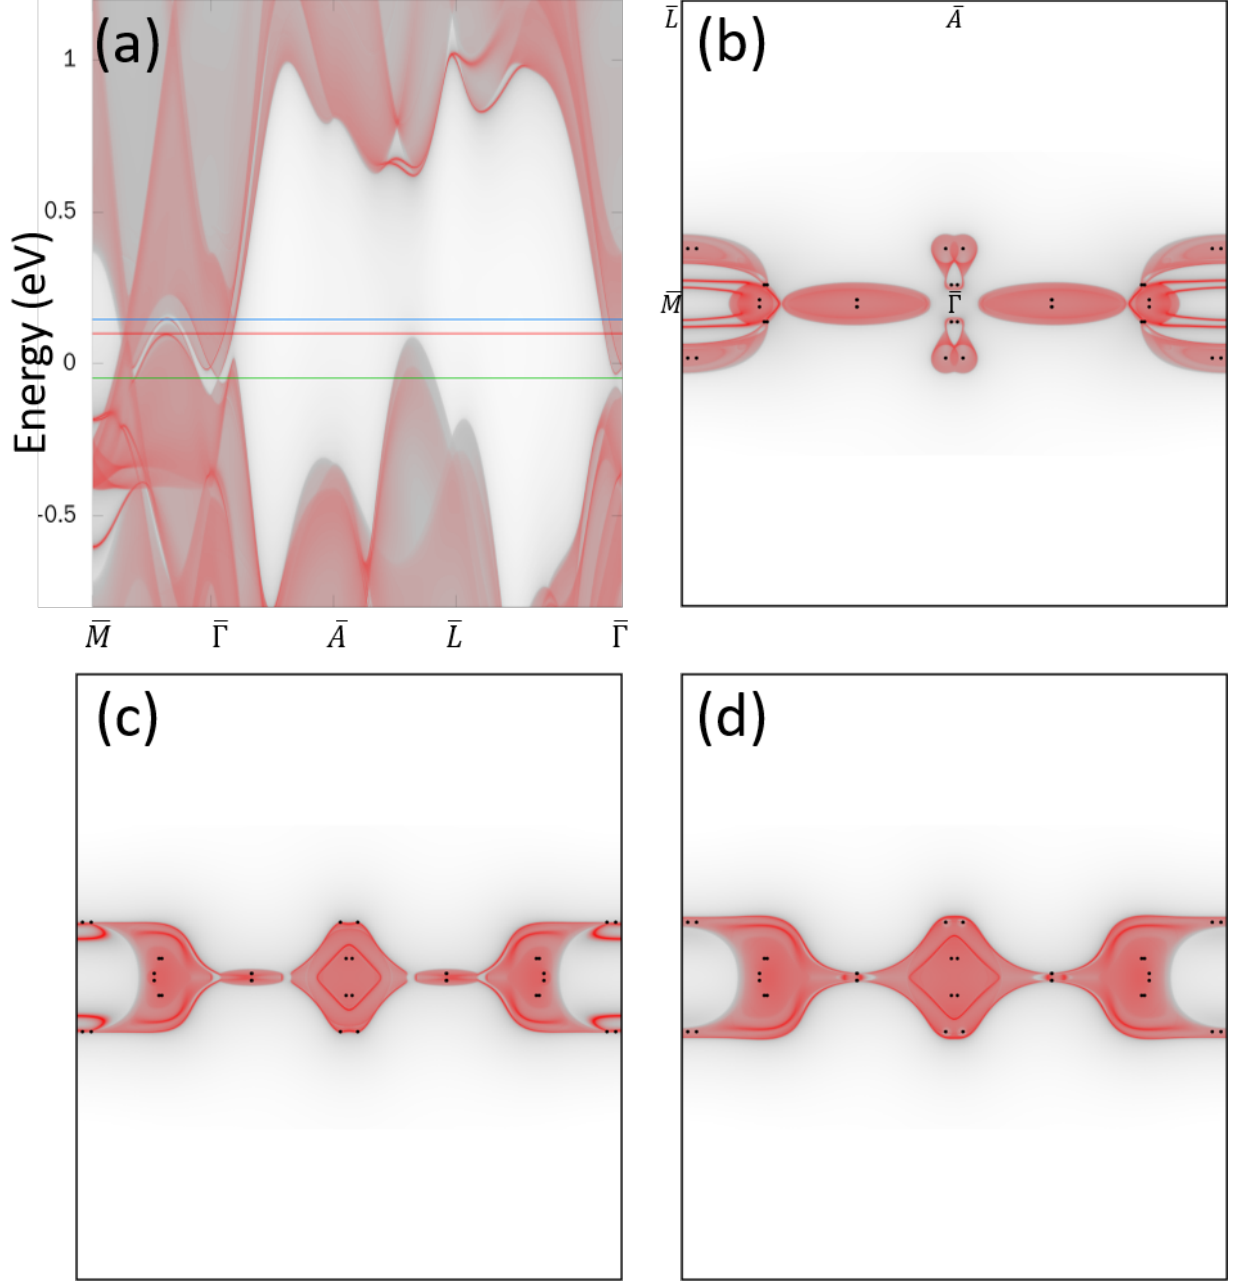 (a)
L̄ Ā
(b)
1
0.5
0
-0.5
Energy (eV)
M̄ Γ̄
M̄ Γ̄ Ā L̄ Γ̄
(c)
(d)